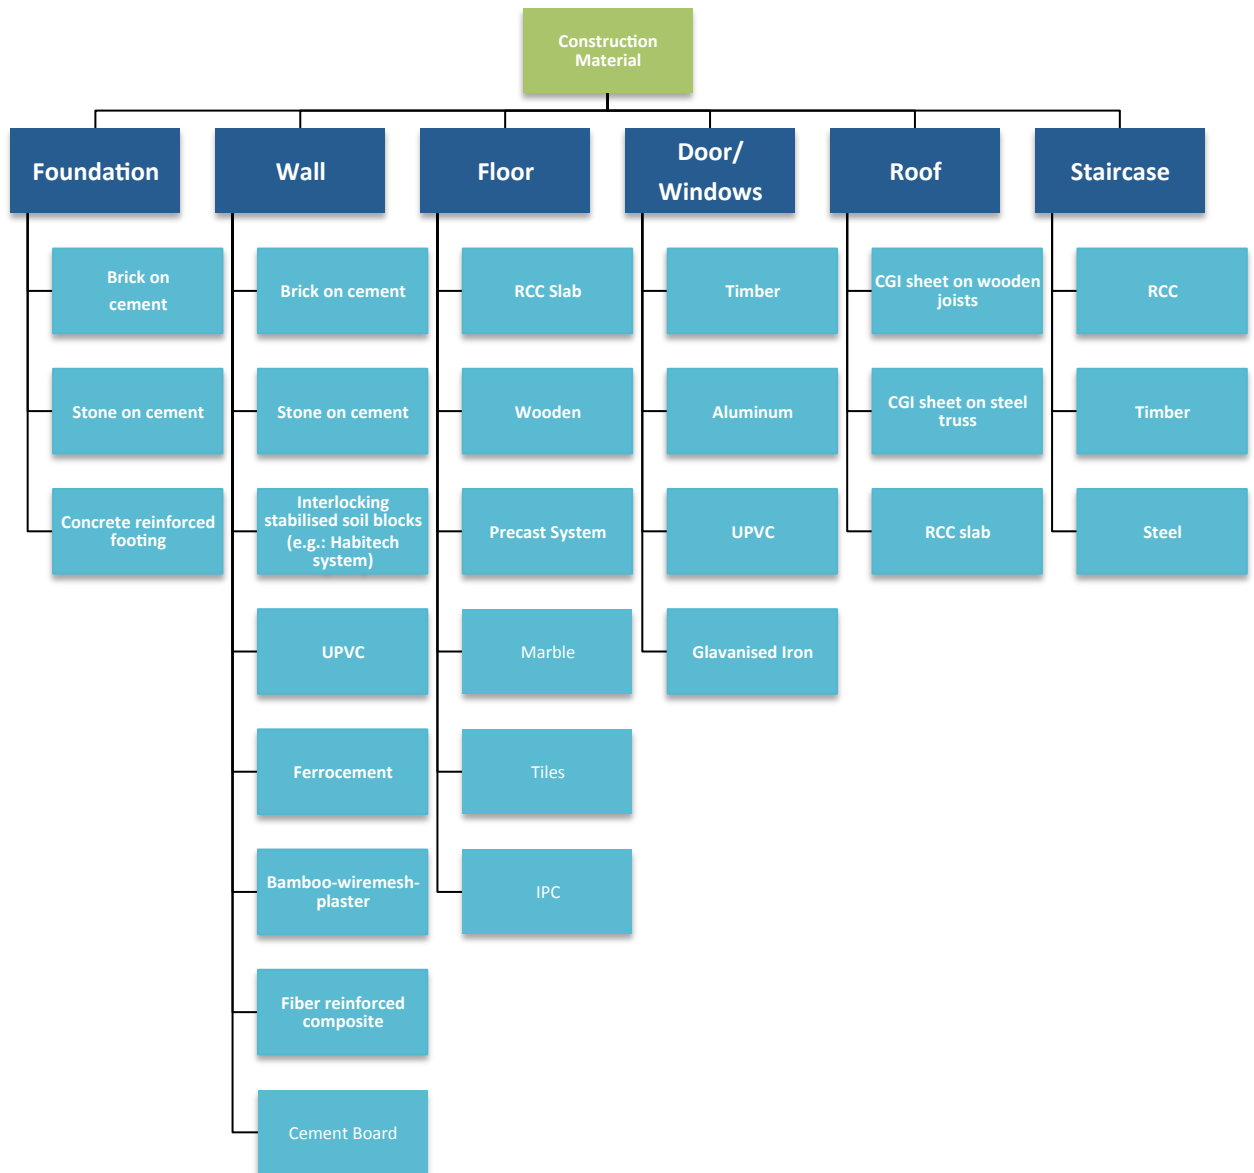 Construction
Material
Foundation
Wall
Floor
Door/
Windows
Roof
Staircase
Brick on
cement
Stone on cement
Concrete reinforced
footing
Brick on cement
Stone on cement
Interlocking
stabilised soil blocks
(e.g.: Habitech
system)
UPVC
Ferrocement
Bamboo-wiremesh-
plaster
Fiber reinforced
composite
Cement Board
RCC Slab
Wooden
Precast System
Marble
Tiles
IPC
Timber
Aluminum
UPVC
Glavanised Iron
CGI sheet on wooden
joists
CGI sheet on steel
truss
RCC slab
RCC
Timber
Steel